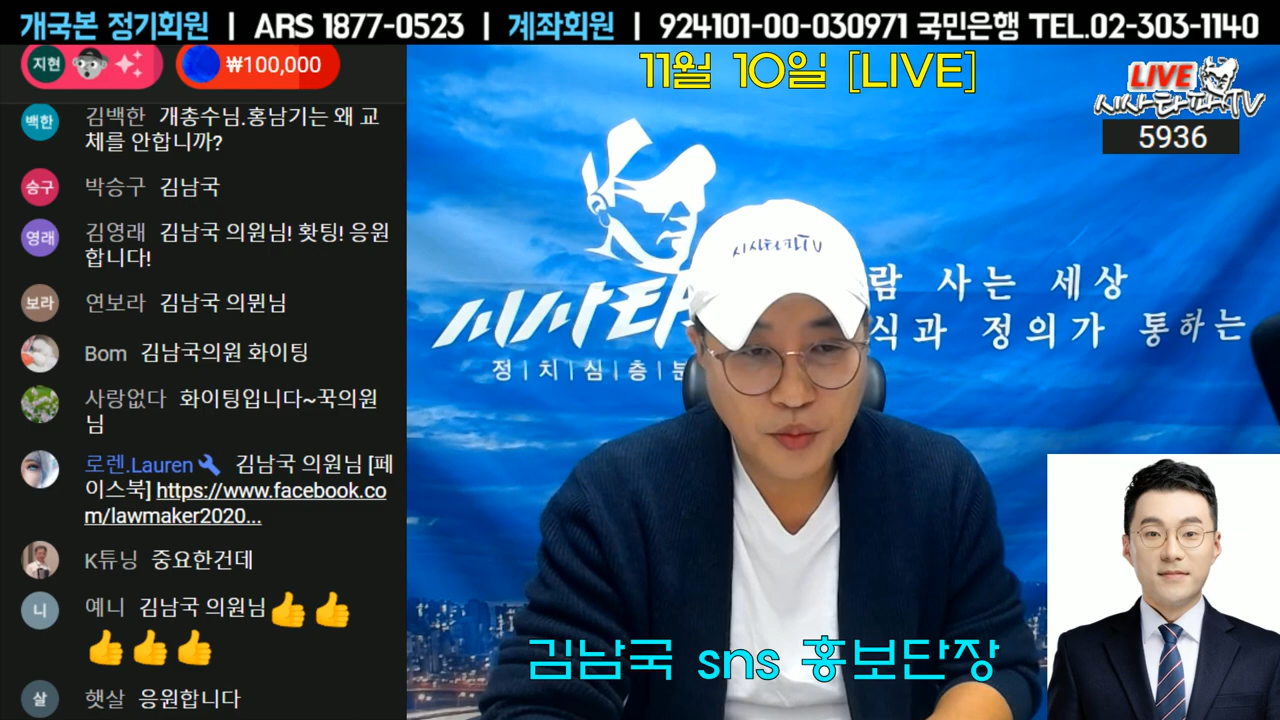 개국본 정기회원 | ARS 1877-0523 | 계좌회원 | 924101-00-030971 국민은행 TEL.02-303-1140
지현
₩100,000
백한
김백한 개총수님.홍남기는 왜 교
체를 안합니까?
승구
박승구 김남국
영래
김영래 김남국 의원님! 홧팅! 응원
합니다!
보라
연보라 김남국 의뮌님
Bom 김남국의원 화이팅
사랑없다 화이팅입니다~꾹의원
님
로렌.Lauren🔧 김남국 의원님 [페
이스북] https://www.facebook.co
m/lawmaker2020...
K튜닝 중요한건데
니
예니 김남국 의원님👍👍
👍👍👍
살
햇살 응원합니다
11월 10일 [LIVE]
LIVE
시사타파TV
5936
시사타파TV
람 사는 세상
시사타
식과 정의가 통하는
정|치|심|층|분
김남국 sns 홍보단장